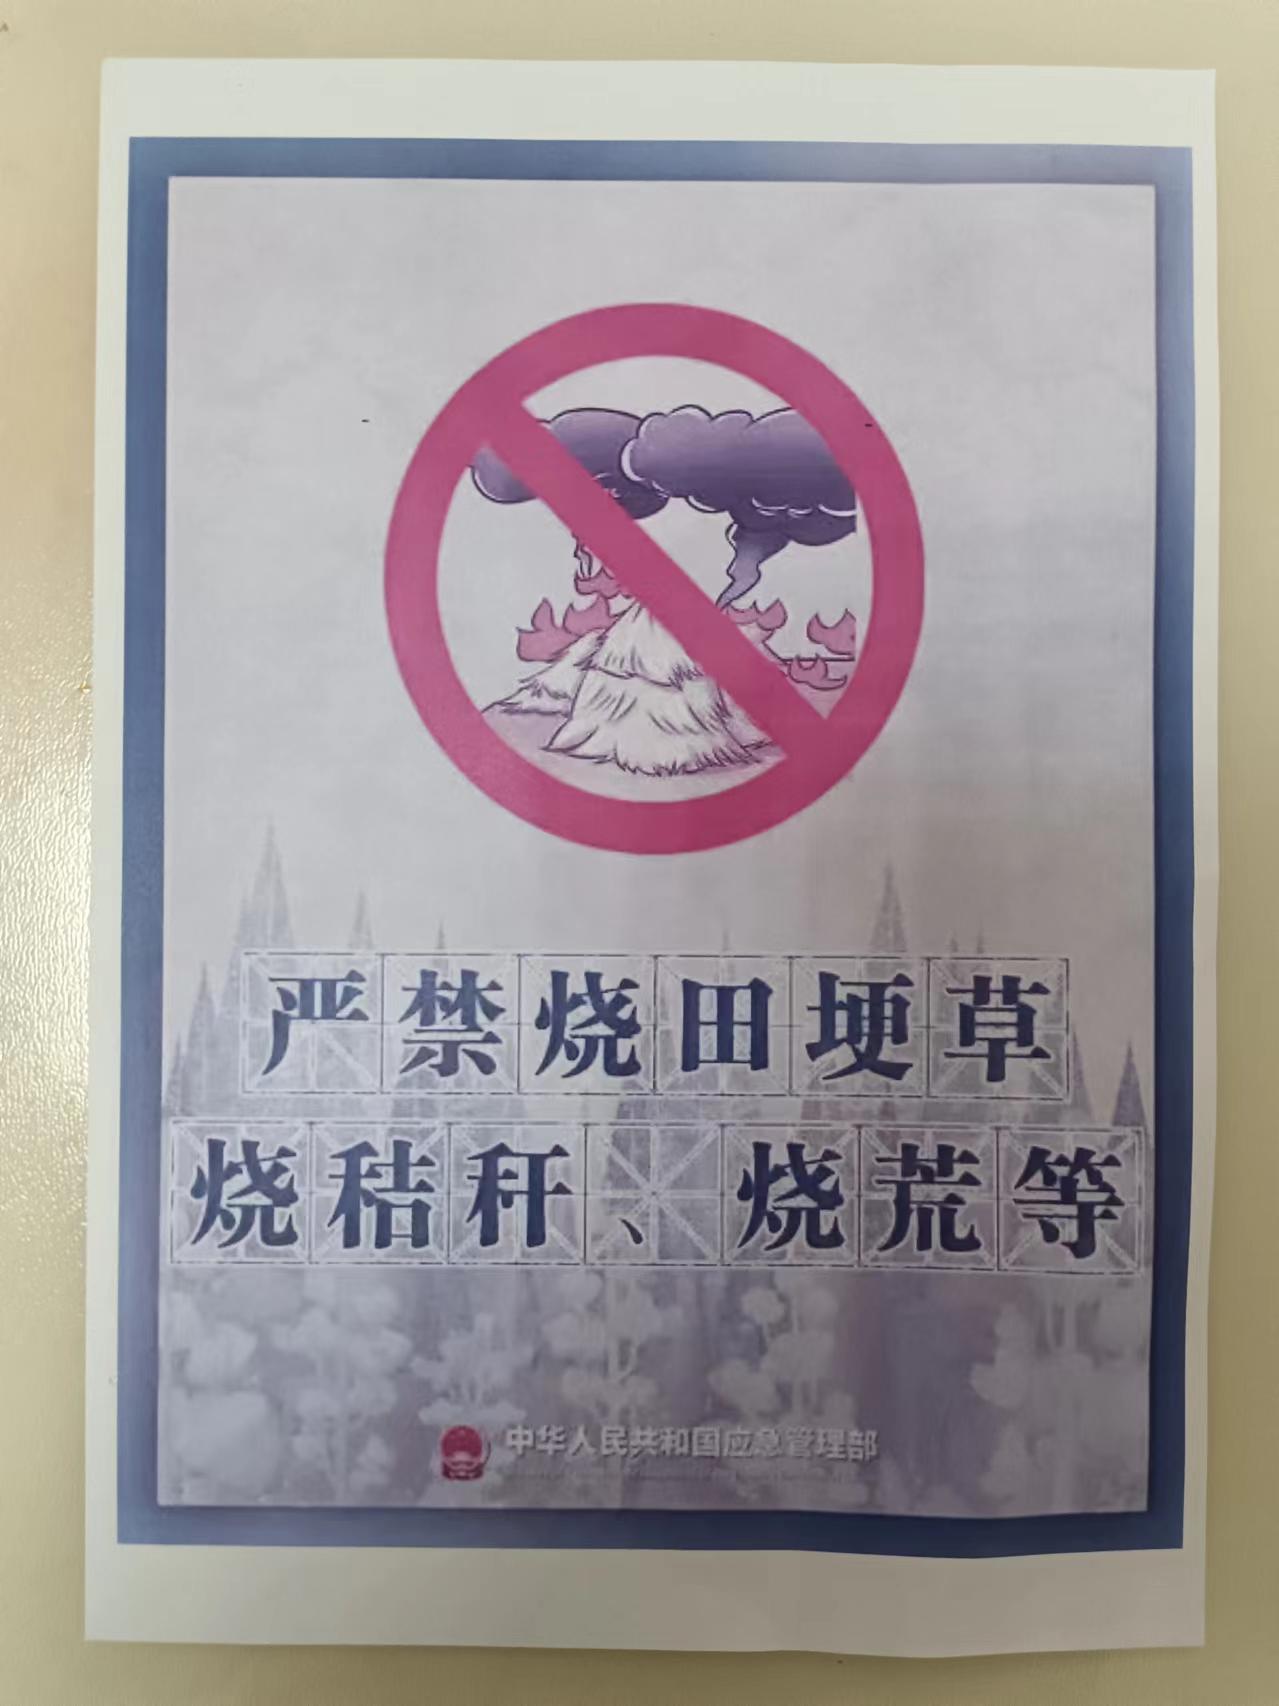 严禁烧田埂草
烧秸秆、烧荒等
中华人民共和国应急管理部